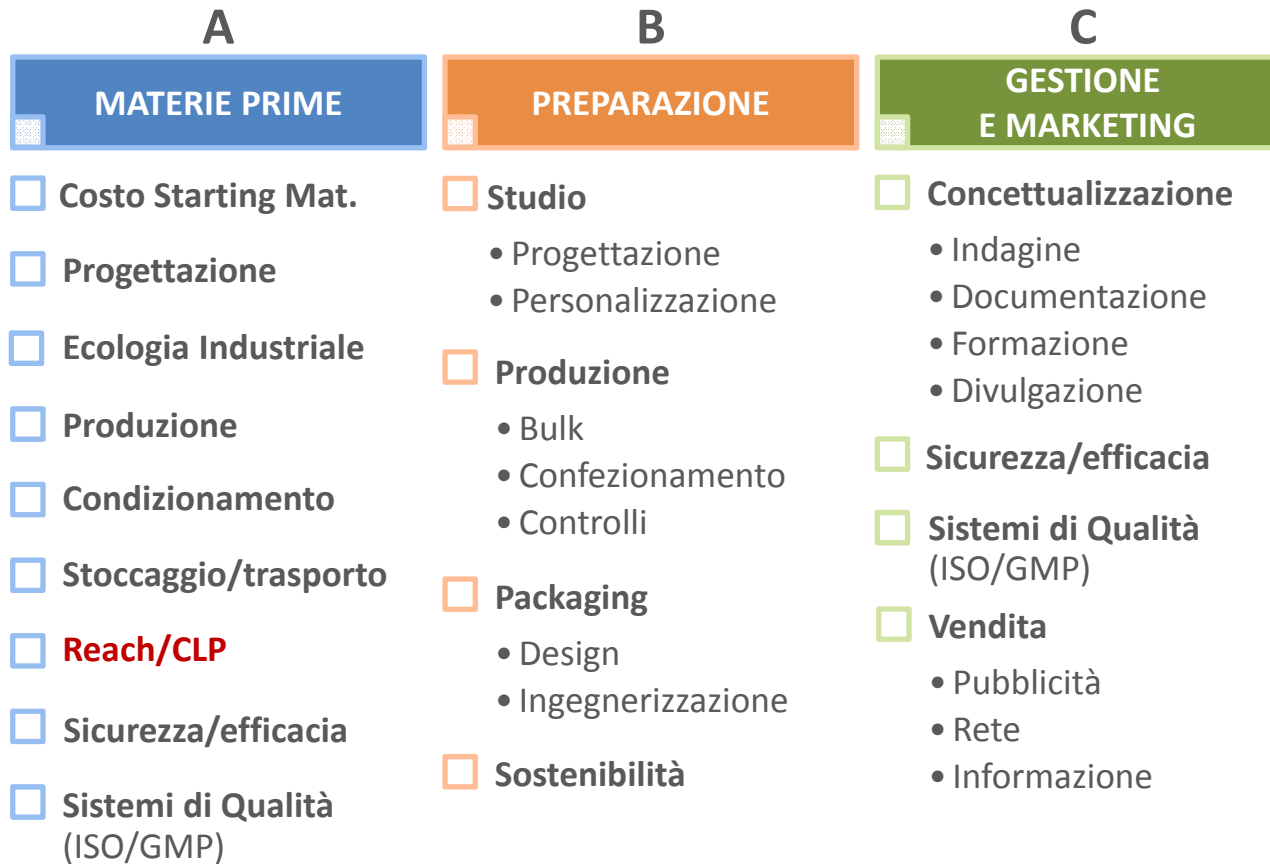 A
MATERIE PRIME
Costo Starting Mat.
Progettazione
Ecologia Industriale
Produzione
Condizionamento
Stoccaggio/trasporto
Reach/CLP
Sicurezza/efficacia
Sistemi di Qualità
(ISO/GMP)
B
PREPARAZIONE
Studio
• Progettazione
• Personalizzazione
Produzione
• Bulk
• Confezionamento
• Controlli
Packaging
• Design
• Ingegnerizzazione
Sostenibilità
C
GESTIONE
E MARKETING
Concettualizzazione
• Indagine
• Documentazione
• Formazione
• Divulgazione
Sicurezza/efficacia
Sistemi di Qualità
(ISO/GMP)
Vendita
• Pubblicità
• Rete
• Informazione